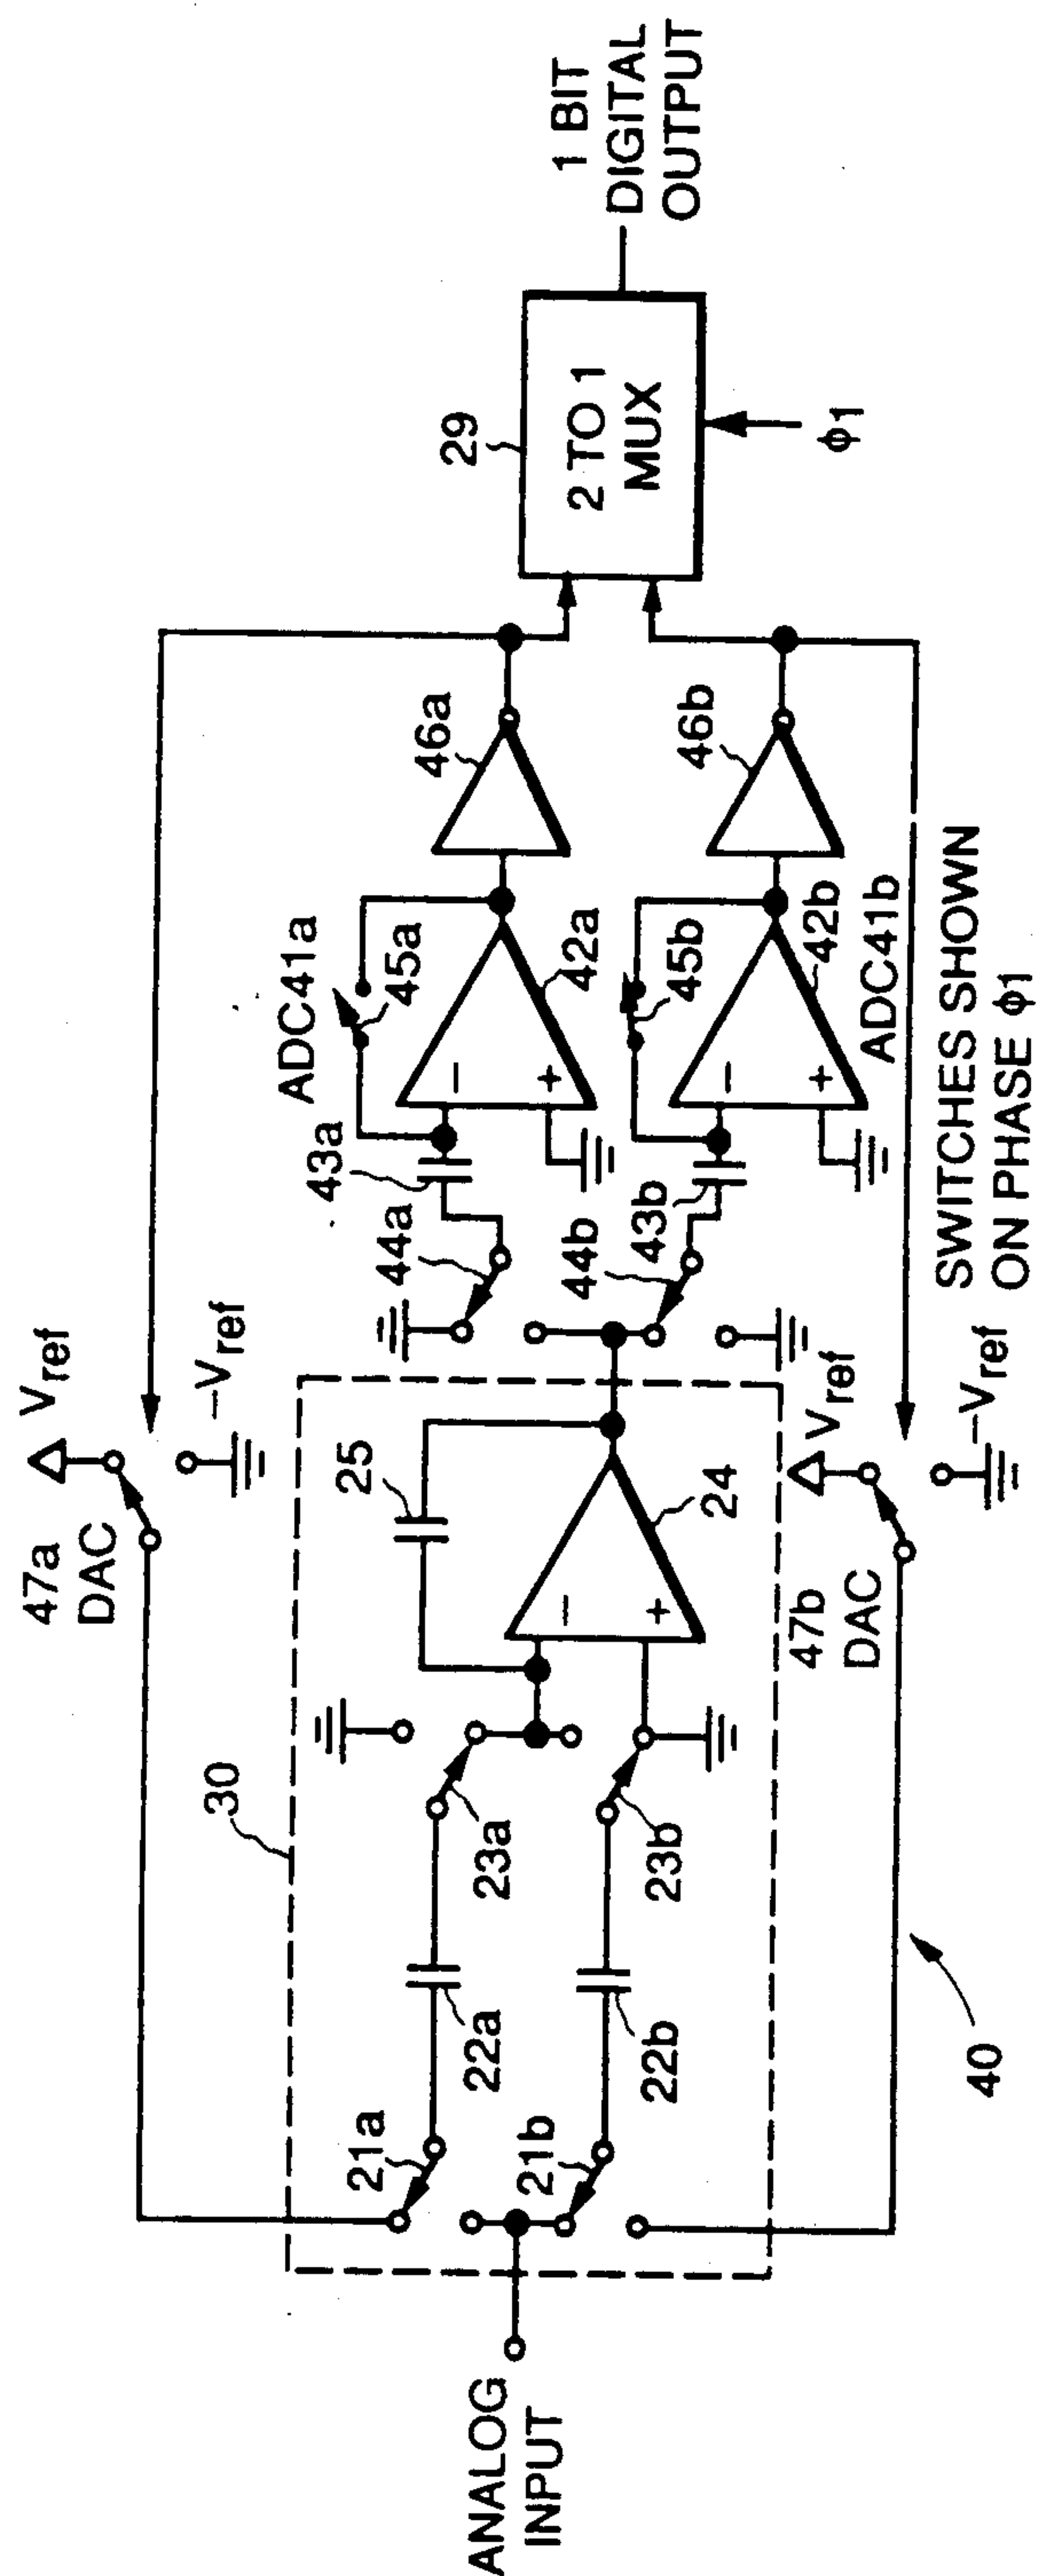 47a
DAC
Vref
−Vref
30
25
24
21a
22a
23a
21b
22b
23b
ANALOG
INPUT
40
44a
43a
ADC41a
45a
42a
46a
44b
43b
45b
42b
ADC41b
46b
47b
DAC
Vref
−Vref
29
2 TO 1
MUX
ϕ1
1 BIT
DIGITAL
OUTPUT
SWITCHES SHOWN
ON PHASE ϕ1
− 
+
−
+
−
+